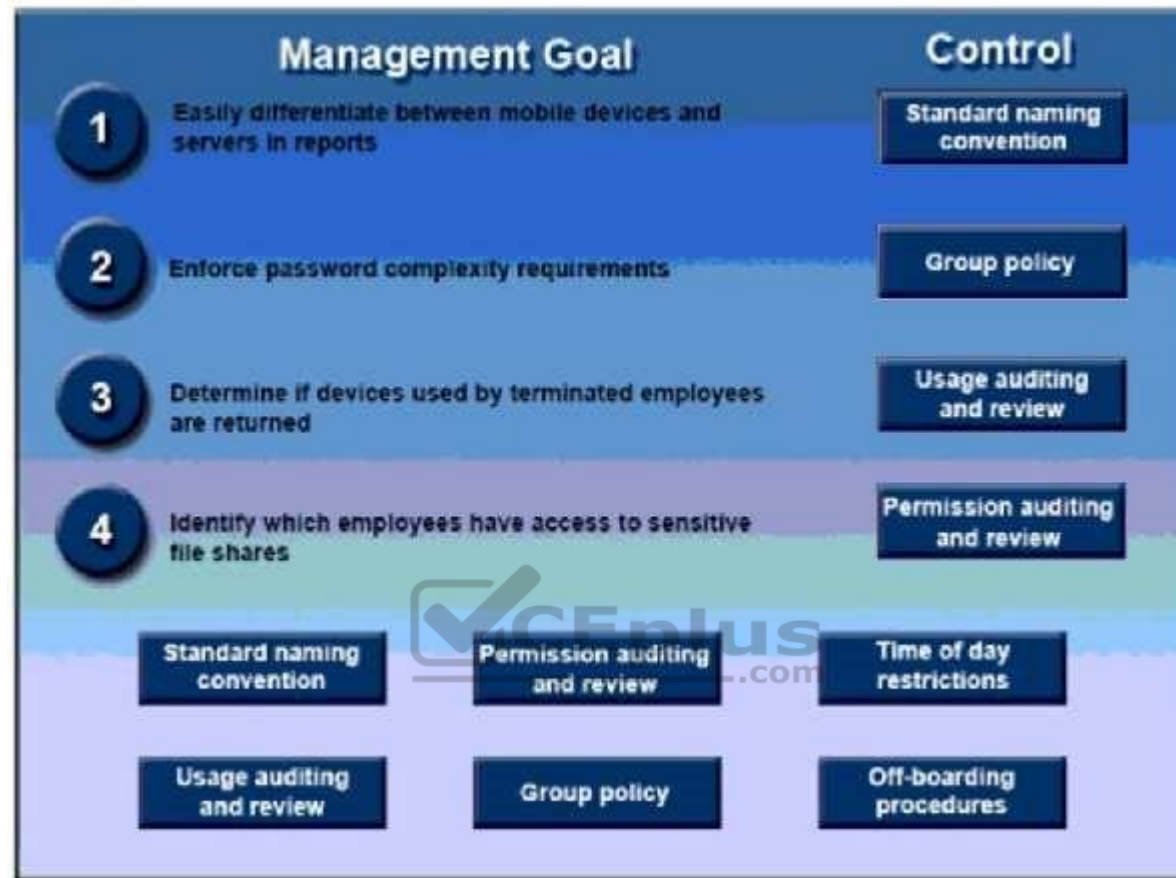 Management Goal
Control
1
Easily differentiate between mobile devices and
servers in reports
Standard naming
convention
2
Enforce password complexity requirements
Group policy
3
Determine if devices used by terminated employees
are returned
Usage auditing
and review
4
Identify which employees have access to sensitive
file shares
Permission auditing
and review
CEplus
.com
Standard naming
convention
Permission auditing
and review
Time of day
restrictions
Usage auditing
and review
Group policy
Off-boarding
procedures